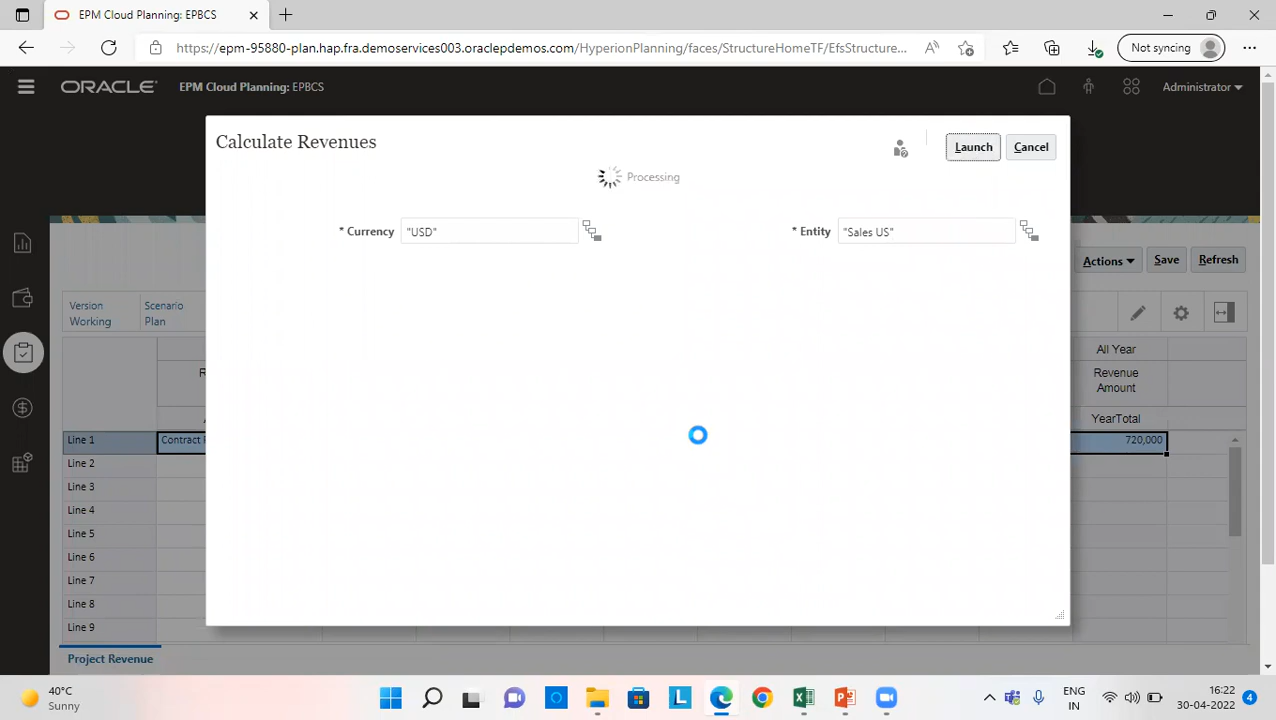 EPM Cloud Planning: EPBCS
https://epm-95880-plan.hap.fra.demoservices003.oraclepdemos.com/HyperionPlanning/faces/StructureHomeTF/EfsStructure...
Not syncing
ORACLE® EPM Cloud Planning: EPBCS
Administrator
Calculate Revenues
Launch
Cancel
Processing
* Currency "USD"
* Entity "Sales US"
Actions
Save
Refresh
Version
Working
Scenario
Plan
All Year
Revenue
Amount
YearTotal
Line 1
Contract
720,000
Line 2
Line 3
Line 4
Line 5
Line 6
Line 7
Line 8
Line 9
Project Revenue
40°C
Sunny
ENG
IN
16:22
30-04-2022
4